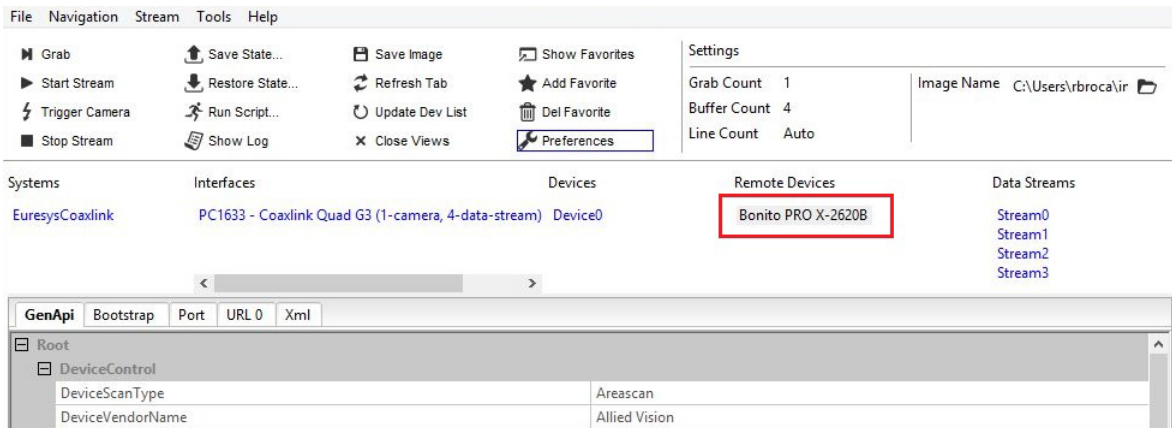 File Navigation Stream Tools Help
Grab Save State... Save Image Show Favorites Settings
Start Stream Restore State... Refresh Tab Add Favorite Grab Count 1 Image Name C:\Users\rbroca\ir
Trigger Camera Run Script... Update Dev List Del Favorite Buffer Count 4
Stop Stream Show Log Close Views Preferences Line Count Auto
Systems Interfaces Devices Remote Devices Data Streams
EuresysCoaxlink PC1633 - Coaxlink Quad G3 (1-camera, 4-data-stream) Device0 Bonito PRO X-2620B Stream0
Stream1
Stream2
Stream3
GenApi Bootstrap Port URL 0 Xml
Root
DeviceControl
DeviceScanType Areascan
DeviceVendorName Allied Vision